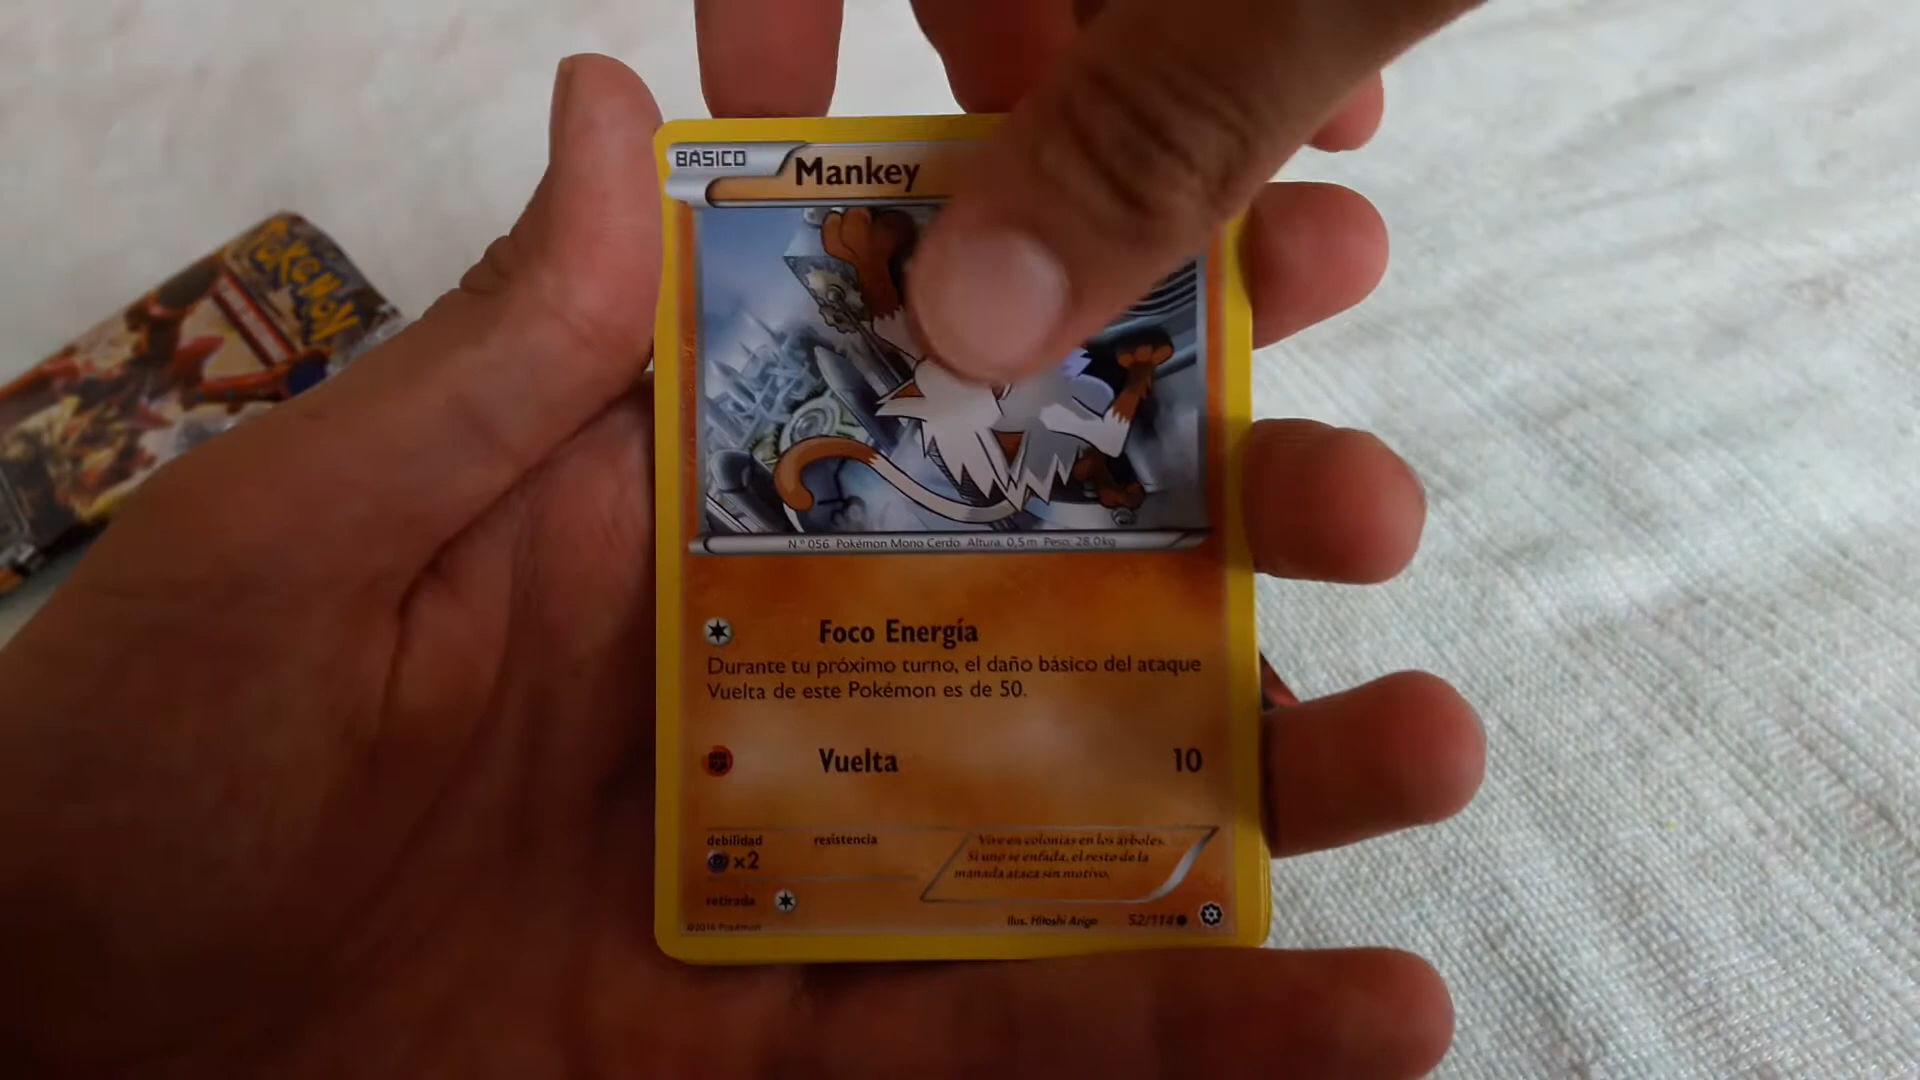 BÁSICO
Mankey
POKéMON
N.º 056 Pokémon Mono Cerdo Altura: 0,5 m Peso: 28.0 kg
Foco Energía
Durante tu próximo turno, el daño básico del ataque
Vuelta de este Pokémon es de 50.
Vuelta 10
debilidad resistencia
×2
Vive en colonias en los árboles.
Si uno se enfada, el resto de la
manada ataca sin motivo.
retirada
Ilus. Hitoshi Ariga 52/114
©2016 Pokémon